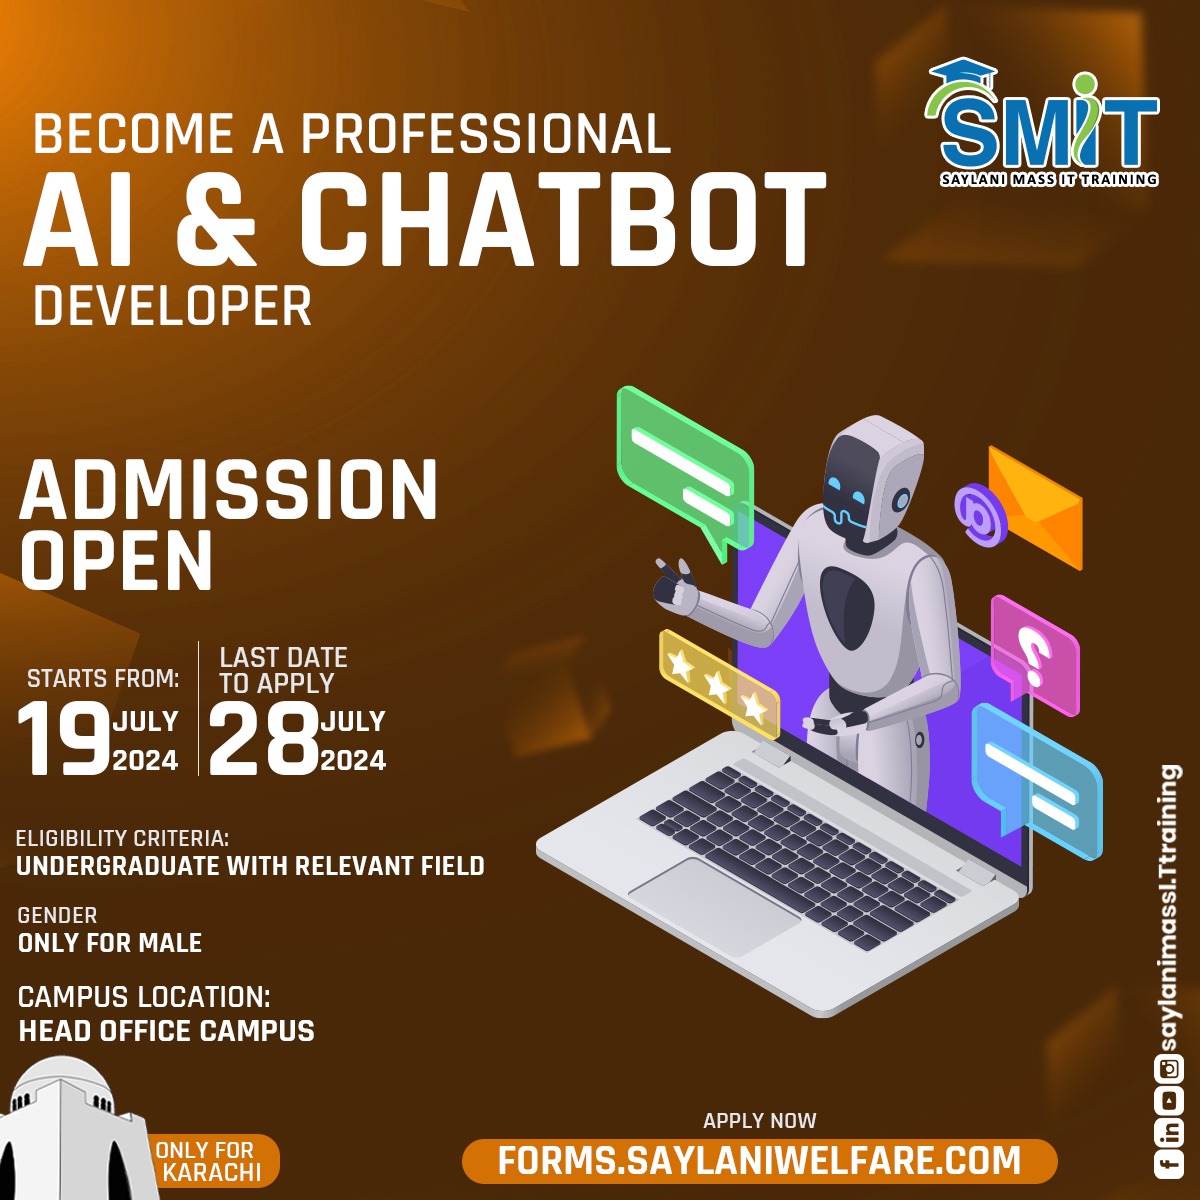 SMIT
SAYLANI MASS IT TRAINING
BECOME A PROFESSIONAL
AI & CHATBOT
DEVELOPER
ADMISSION
OPEN
STARTS FROM:
19 JULY
2024
LAST DATE
TO APPLY
28 JULY
2024
ELIGIBILITY CRITERIA:
UNDERGRADUATE WITH RELEVANT FIELD
GENDER
ONLY FOR MALE
CAMPUS LOCATION:
HEAD OFFICE CAMPUS
ONLY FOR
KARACHI
APPLY NOW
FORMS.SAYLANIWELFARE.COM
saylanimassI.Ttraining